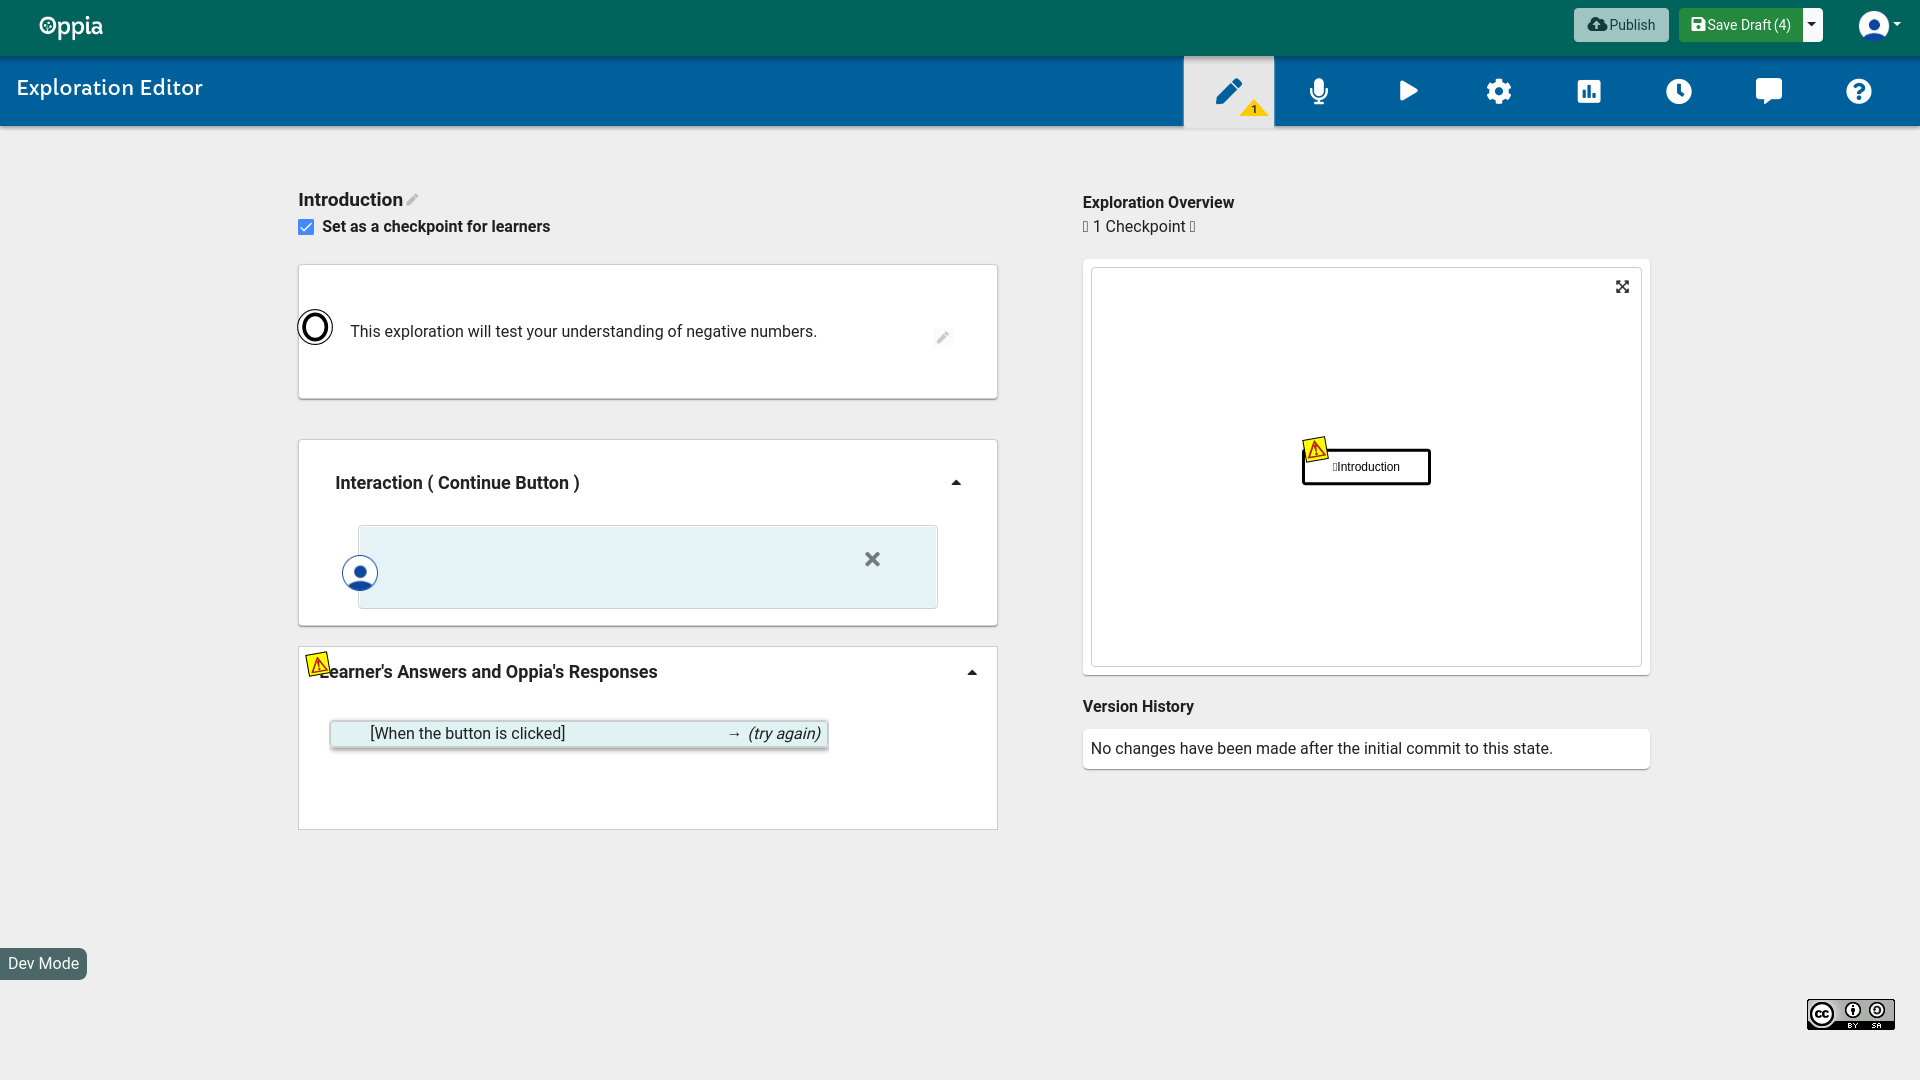 Oppia
Publish
Save Draft (4)
Exploration Editor
1
Introduction
Set as a checkpoint for learners
This exploration will test your understanding of negative numbers.
Interaction ( Continue Button )
Learner's Answers and Oppia's Responses
[When the button is clicked] → (try again)
Exploration Overview
1 Checkpoint
Introduction
Version History
No changes have been made after the initial commit to this state.
Dev Mode
cc
BY SA